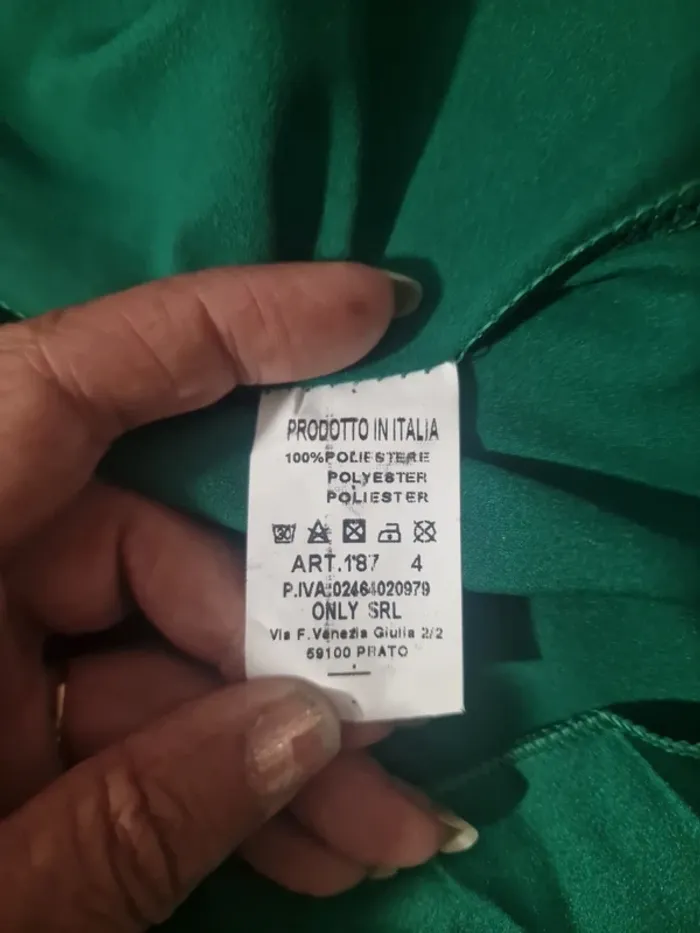 PRODOTTO IN ITALIA
100%POLIESTERE
POLYESTER
POLIESTER
30
ART.187 4
P.IVA:02464020979
ONLY SRL
Via F.Venezia Giulia 2/2
59100 PRATO